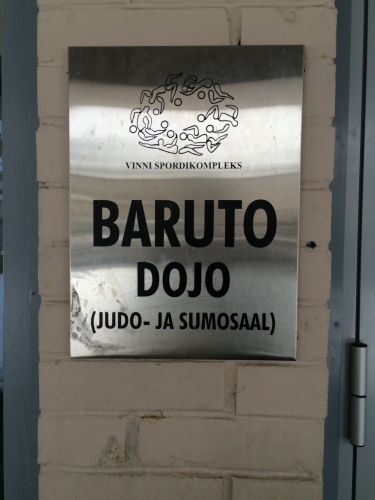 VINNI SPORDIKOMPLEKS
BARUTO
DOJO
(JUDO- JA SUMOSAAL)